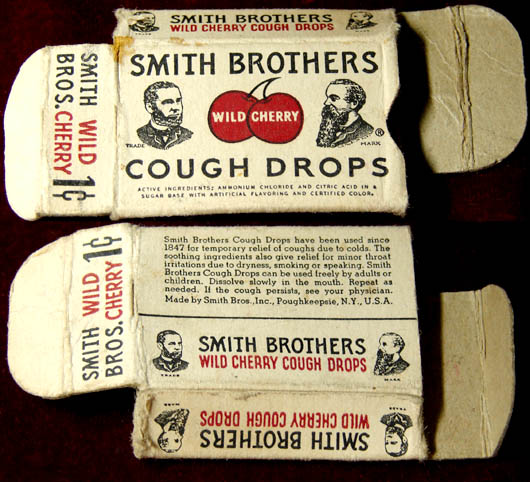 SMITH BROTHERS
WILD CHERRY COUGH DROPS
TRADE
MARK
SMITH WILD
BROS. CHERRY
1¢
SMITH BROTHERS
WILD CHERRY
TRADE
MARK
®
COUGH DROPS
ACTIVE INGREDIENTS: AMMONIUM CHLORIDE AND CITRIC ACID IN A
SUGAR BASE WITH ARTIFICIAL FLAVORING AND CERTIFIED COLOR.
SMITH WILD
BROS. CHERRY
1¢
Smith Brothers Cough Drops have been used since
1847 for temporary relief of coughs due to colds. The
soothing ingredients also give relief for minor throat
irritations due to dryness, smoking or speaking. Smith
Brothers Cough Drops can be used freely by adults or
children. Dissolve slowly in the mouth. Repeat as
needed. If the cough persists, see your physician.
Made by Smith Bros., Inc., Poughkeepsie, N.Y., U.S.A.
SMITH BROTHERS
WILD CHERRY COUGH DROPS
TRADE
MARK
SMITH BROTHERS
WILD CHERRY COUGH DROPS
TRADE
MARK